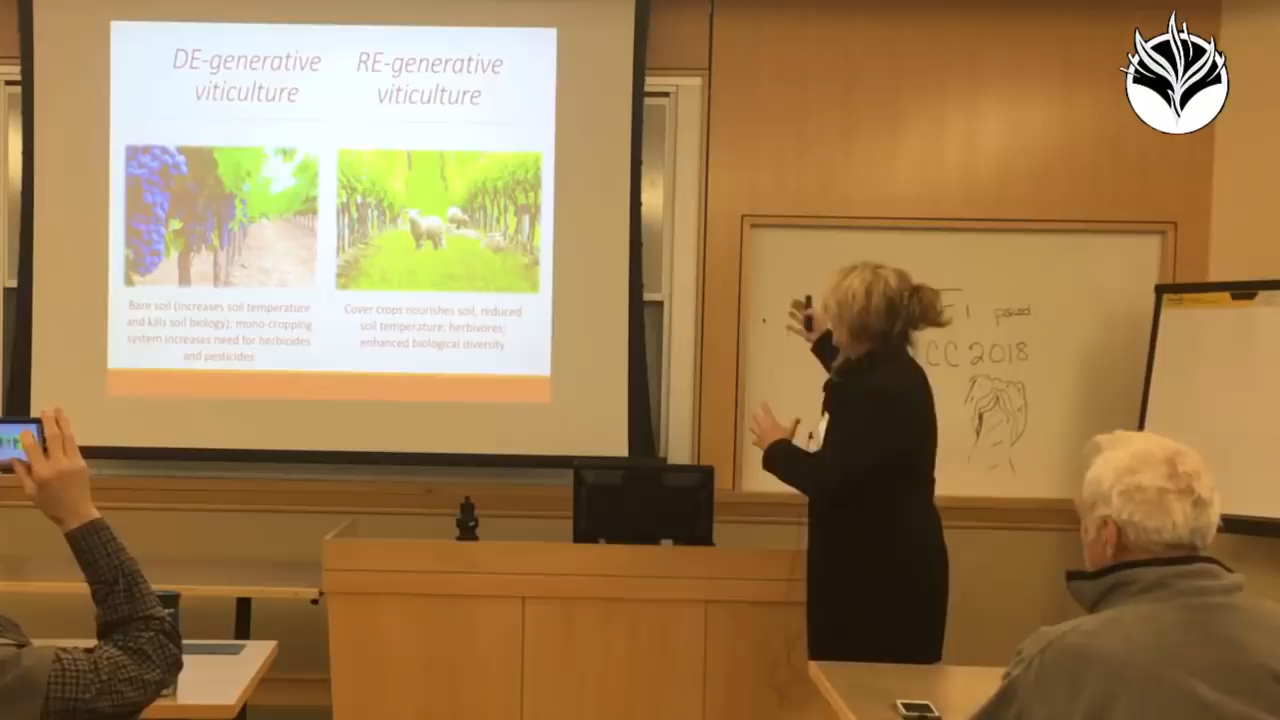 DE-generative
viticulture
RE-generative
viticulture
Bare soil (increases soil temperature
and kills soil biology); mono-cropping
system increases need for herbicides
and pesticides
Cover crops nourishes soil, reduced
soil temperature; herbivores;
enhanced biological diversity
CC 2018